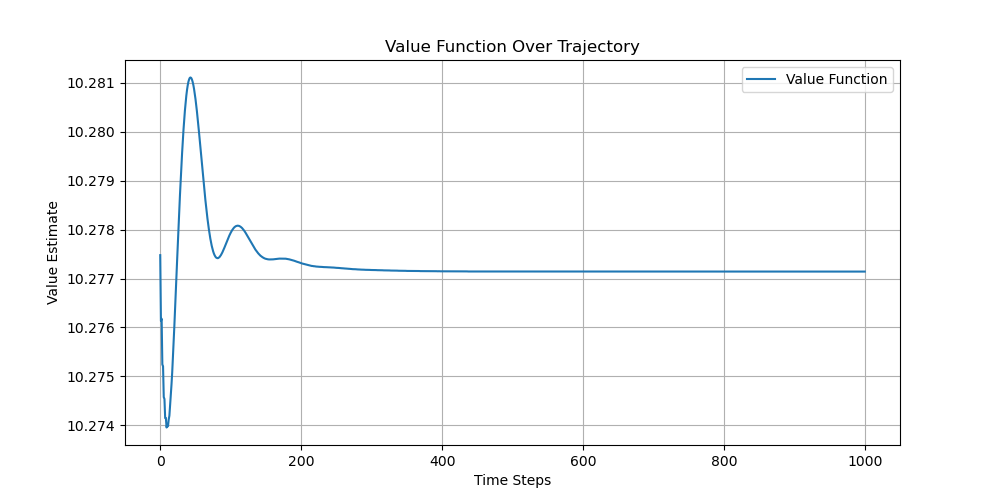 Value Function Over Trajectory
Value Function
10.281
10.280
10.279
10.278
10.277
10.276
10.275
10.274
Value Estimate
0 200 400 600 800 1000
Time Steps